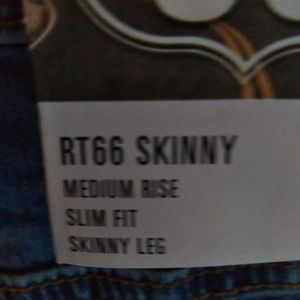 RT66 SKINNY
MEDIUM RISE
SLIM FIT
SKINNY LEG